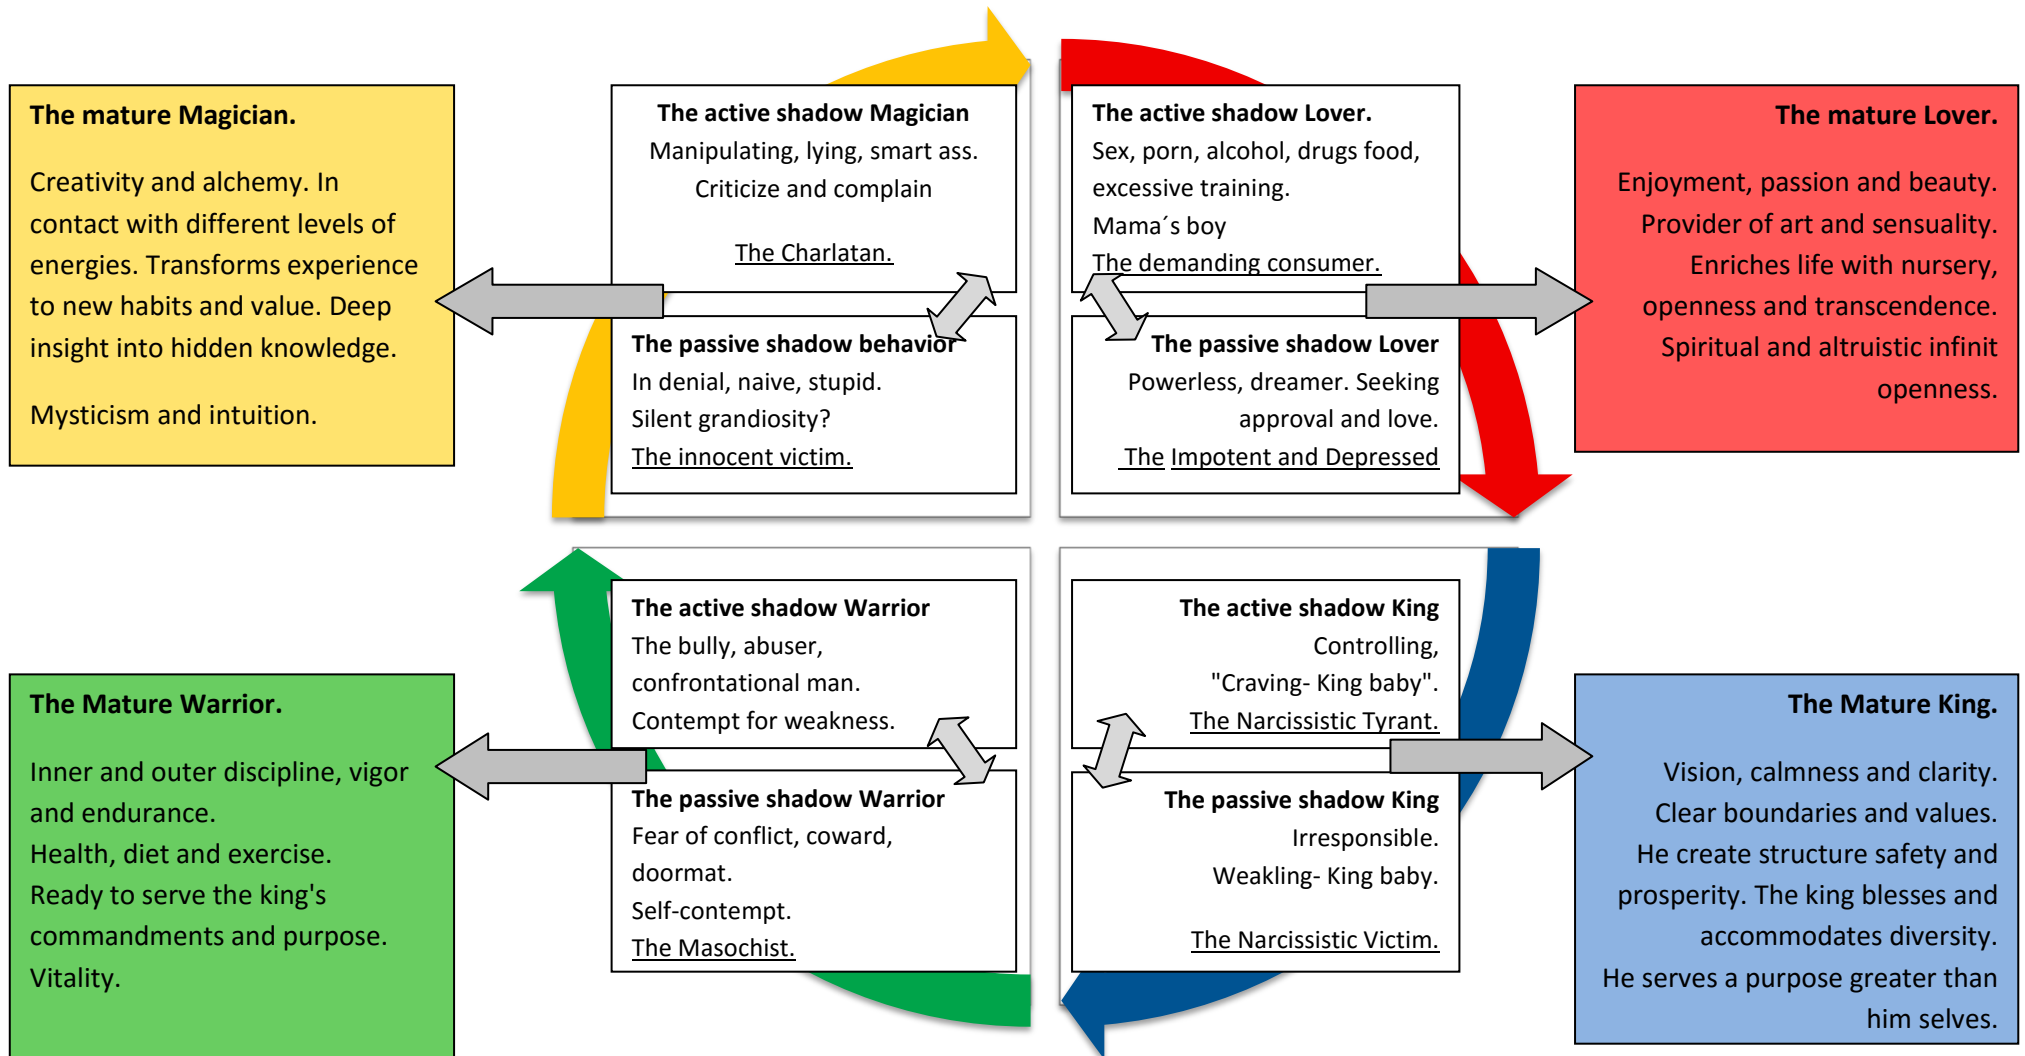 The mature Magician.
Creativity and alchemy. In
contact with different levels of
energies. Transforms experience
to new habits and value. Deep
insight into hidden knowledge.
Mysticism and intuition.
The active shadow Magician
Manipulating, lying, smart ass.
Criticize and complain
The Charlatan.
The passive shadow behavior
In denial, naive, stupid.
Silent grandiosity?
The innocent victim.
The active shadow Lover.
Sex, porn, alcohol, drugs food,
excessive training.
Mama´s boy
The demanding consumer.
The passive shadow Lover
Powerless, dreamer. Seeking
approval and love.
The Impotent and Depressed
The mature Lover.
Enjoyment, passion and beauty.
Provider of art and sensuality.
Enriches life with nursery,
openness and transcendence.
Spiritual and altruistic infinit
openness.
The Mature Warrior.
Inner and outer discipline, vigor
and endurance.
Health, diet and exercise.
Ready to serve the king's
commandments and purpose.
Vitality.
The active shadow Warrior
The bully, abuser,
confrontational man.
Contempt for weakness.
The passive shadow Warrior
Fear of conflict, coward,
doormat.
Self-contempt.
The Masochist.
The active shadow King
Controlling,
"Craving- King baby".
The Narcissistic Tyrant.
The passive shadow King
Irresponsible.
Weakling- King baby.
The Narcissistic Victim.
The Mature King.
Vision, calmness and clarity.
Clear boundaries and values.
He create structure safety and
prosperity. The king blesses and
accommodates diversity.
He serves a purpose greater than
him selves.